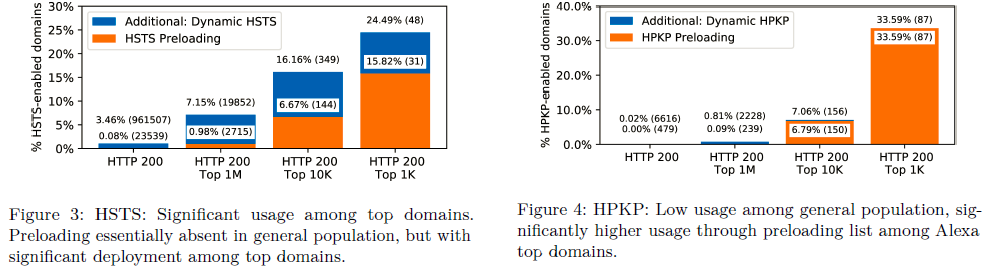 % HSTS-enabled domains
30%
25%
20%
15%
10%
5%
0%
Additional: Dynamic HSTS
HSTS Preloading
3.46% (961507)
0.08% (23539)
7.15% (19852)
0.98% (2715)
16.16% (349)
6.67% (144)
24.49% (48)
15.82% (31)
HTTP 200
HTTP 200
Top 1M
HTTP 200
Top 10K
HTTP 200
Top 1K
Figure 3: HSTS: Significant usage among top domains.
Preloading essentially absent in general population, but with
significant deployment among top domains.
% HPKP-enabled domains
40.0%
30.0%
20.0%
10.0%
0.0%
Additional: Dynamic HPKP
HPKP Preloading
0.02% (6616)
0.00% (479)
0.81% (2228)
0.09% (239)
7.06% (156)
6.79% (150)
33.59% (87)
33.59% (87)
HTTP 200
HTTP 200
Top 1M
HTTP 200
Top 10K
HTTP 200
Top 1K
Figure 4: HPKP: Low usage among general population, sig-
nificantly higher usage through preloading list among Alexa
top domains.